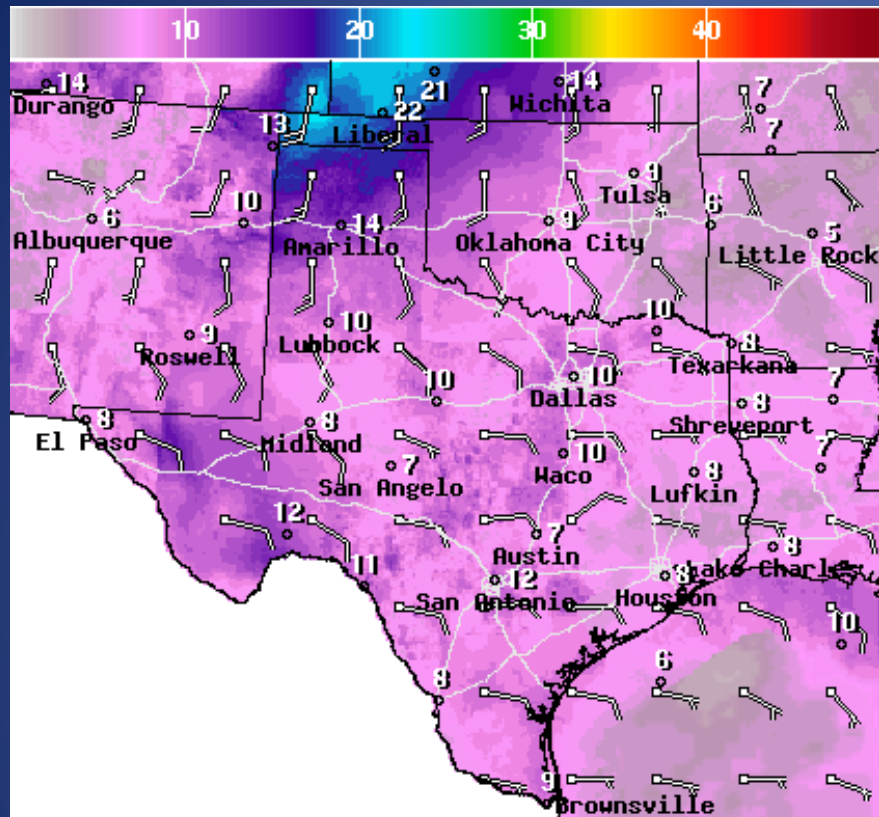 10 20 30 40
14 21 14 7
Durango Wichita
22
13 Liberal 7
9
Tulsa
6 10 14 9 6 5
Albuquerque Amarillo Oklahoma City Little Rock
9 10 10
Roswell Lubbock 8
Texarkana
10 10
Dallas 8 7
8 8 Shreveport
El Paso Midland
7 10 8 7
San Angelo Waco Lufkin
12 7
Austin 8
11 12 8 Lake Charles
San Antonio Houston
10
8 6
9
Brownsville